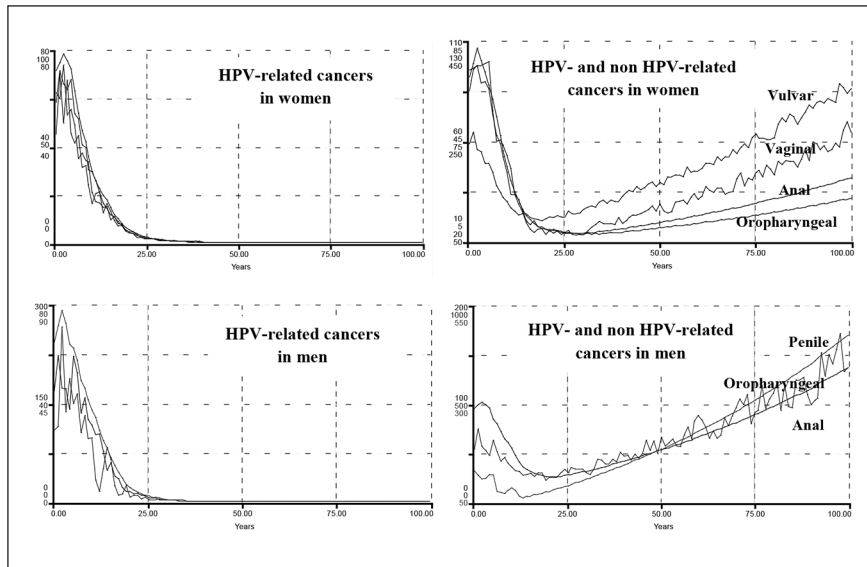 80
100
80
HPV-related cancers
in women
40
50
40
0
0
0
0.00 25.00 50.00 75.00 100.00
Years
110
85
130
450
HPV- and non HPV-related
cancers in women
Vulvar
60
45
75
250
Vaginal
Anal
Oropharyngeal
10
5
20
50
0.00 25.00 50.00 75.00 100.00
Years
300
80
90
HPV-related cancers
in men
150
40
45
0
0
0
0.00 25.00 50.00 75.00 100.00
Years
200
1000
550
HPV- and non HPV-related
cancers in men
Penile
Oropharyngeal
100
500
300
Anal
0
0
50
0.00 25.00 50.00 75.00 100.00
Years